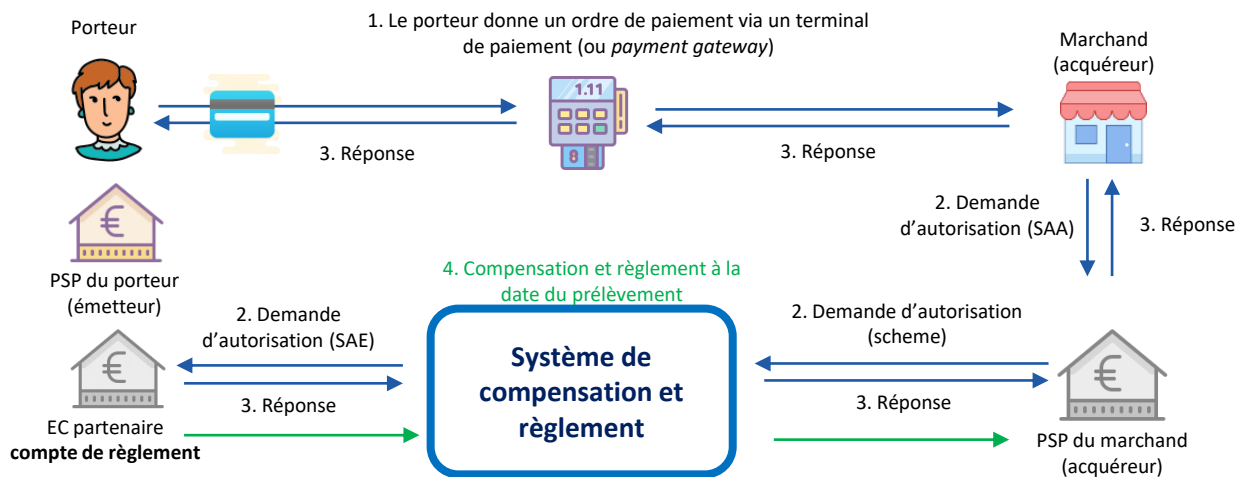 1. Le porteur donne un ordre de paiement via un terminal
de paiement (ou payment gateway)
Porteur
Marchand
(acquéreur)
1.11
8
3. Réponse
3. Réponse
2. Demande
d'autorisation (SAA)
3. Réponse
€
PSP du porteur
(émetteur)
4. Compensation et règlement à la
date du prélèvement
2. Demande
d'autorisation (SAE)
2. Demande d'autorisation
(scheme)
Système de
compensation et
règlement
€
€
3. Réponse
3. Réponse
EC partenaire
compte de règlement
PSP du marchand
(acquéreur)